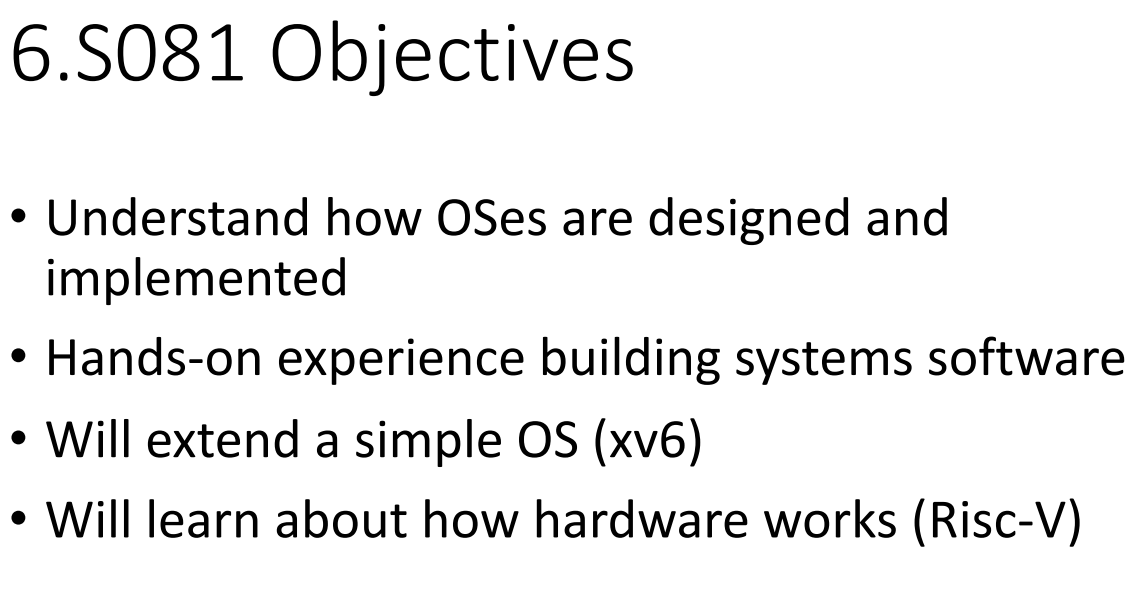 6.S081 Objectives
• Understand how OSes are designed and
implemented
• Hands-on experience building systems software
• Will extend a simple OS (xv6)
• Will learn about how hardware works (Risc-V)